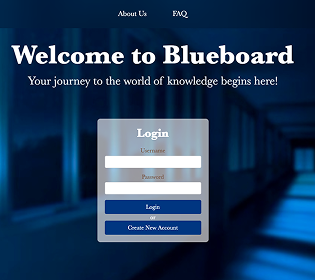 About Us FAQ
Welcome to Blueboard
Your journey to the world of knowledge begins here!
Login
Username
Password
Login
or
Create New Account